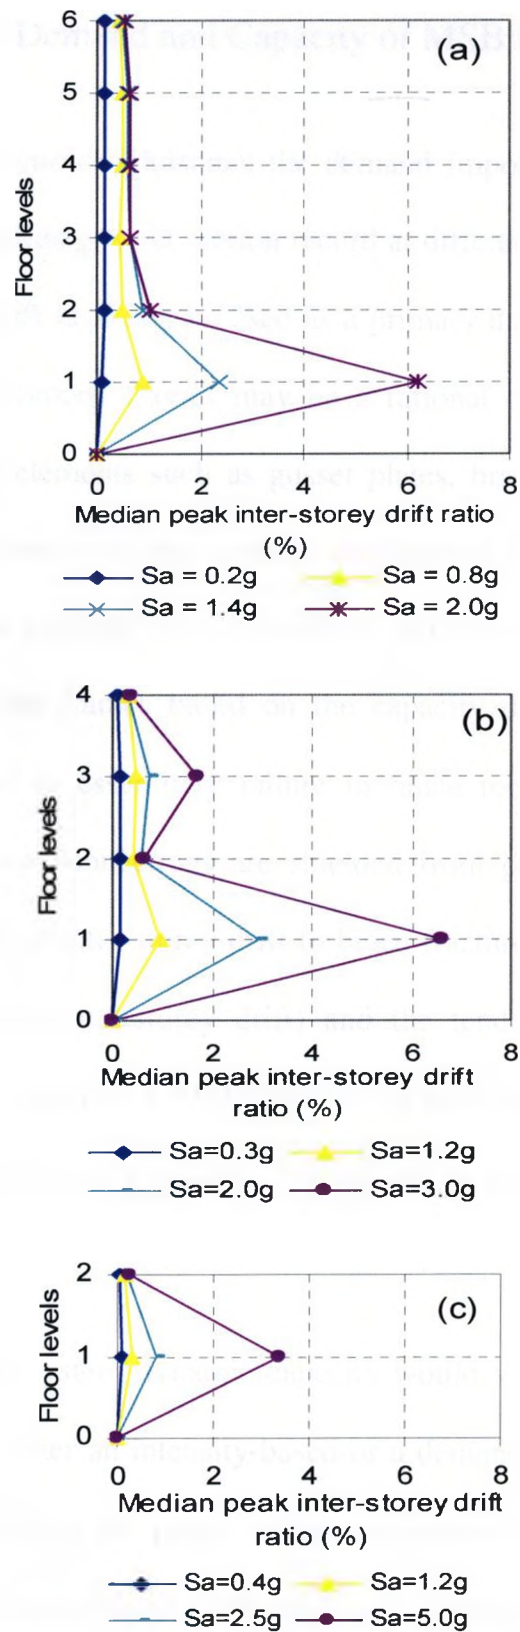 (a)
6
5
4
3
2
1
0
Floor levels
0 2 4 6 8
Median peak inter-storey drift ratio
(%)
Sa = 0.2g Sa = 0.8g
Sa = 1.4g Sa = 2.0g
(b)
4
3
2
1
0
Floor levels
0 2 4 6 8
Median peak inter-storey drift
ratio (%)
Sa=0.3g Sa=1.2g
Sa=2.0g Sa=3.0g
(c)
2
1
0
Floor levels
0 2 4 6 8
Median peak inter-storey drift
ratio (%)
Sa=0.4g Sa=1.2g
Sa=2.5g Sa=5.0g